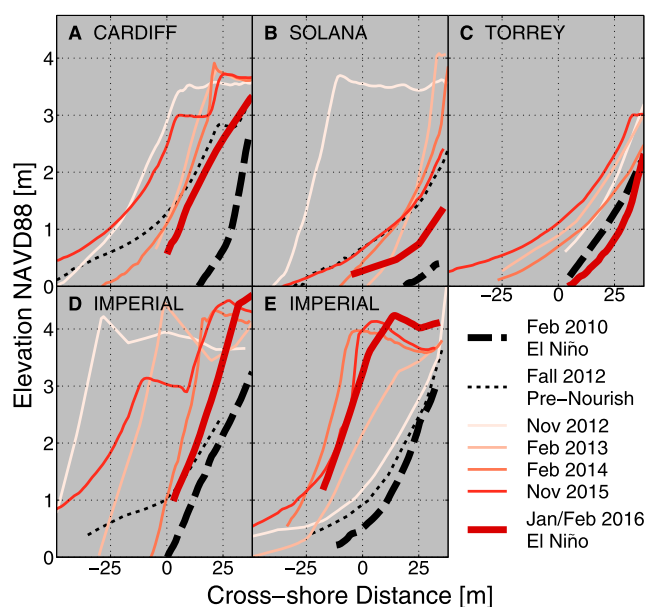 A CARDIFF
B SOLANA
C TORREY
4
3
2
1
0
−25
0
25
D IMPERIAL
E IMPERIAL
4
3
2
1
0
−25
0
25
−25
0
25
Elevation NAVD88 [m]
Cross−shore Distance [m]
Feb 2010
El Niño
Fall 2012
Pre−Nourish
Nov 2012
Feb 2013
Feb 2014
Nov 2015
Jan/Feb 2016
El Niño